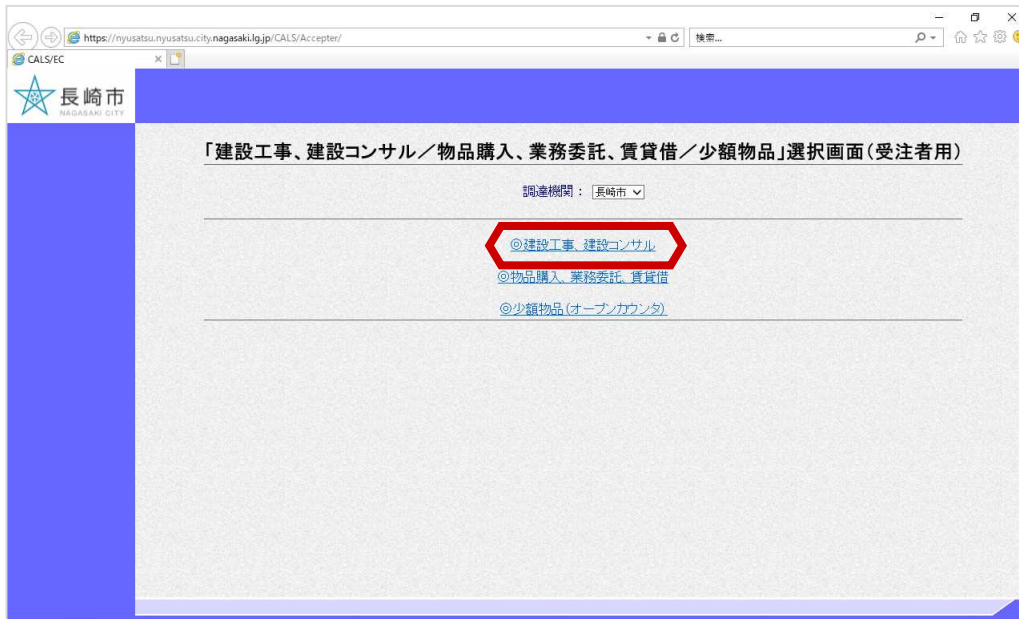 https://nyusatsu.nyusatsu.city.nagasaki.lg.jp/CALS/Accepter/
検索...
CALS/EC
長崎市
NAGASAKI CITY
「建設工事、建設コンサル／物品購入、業務委託、賃貸借／少額物品」選択画面（受注者用）
調達機関： 長崎市
◎建設工事、建設コンサル
◎物品購入、業務委託、賃貸借
◎少額物品(オープンカウンタ)